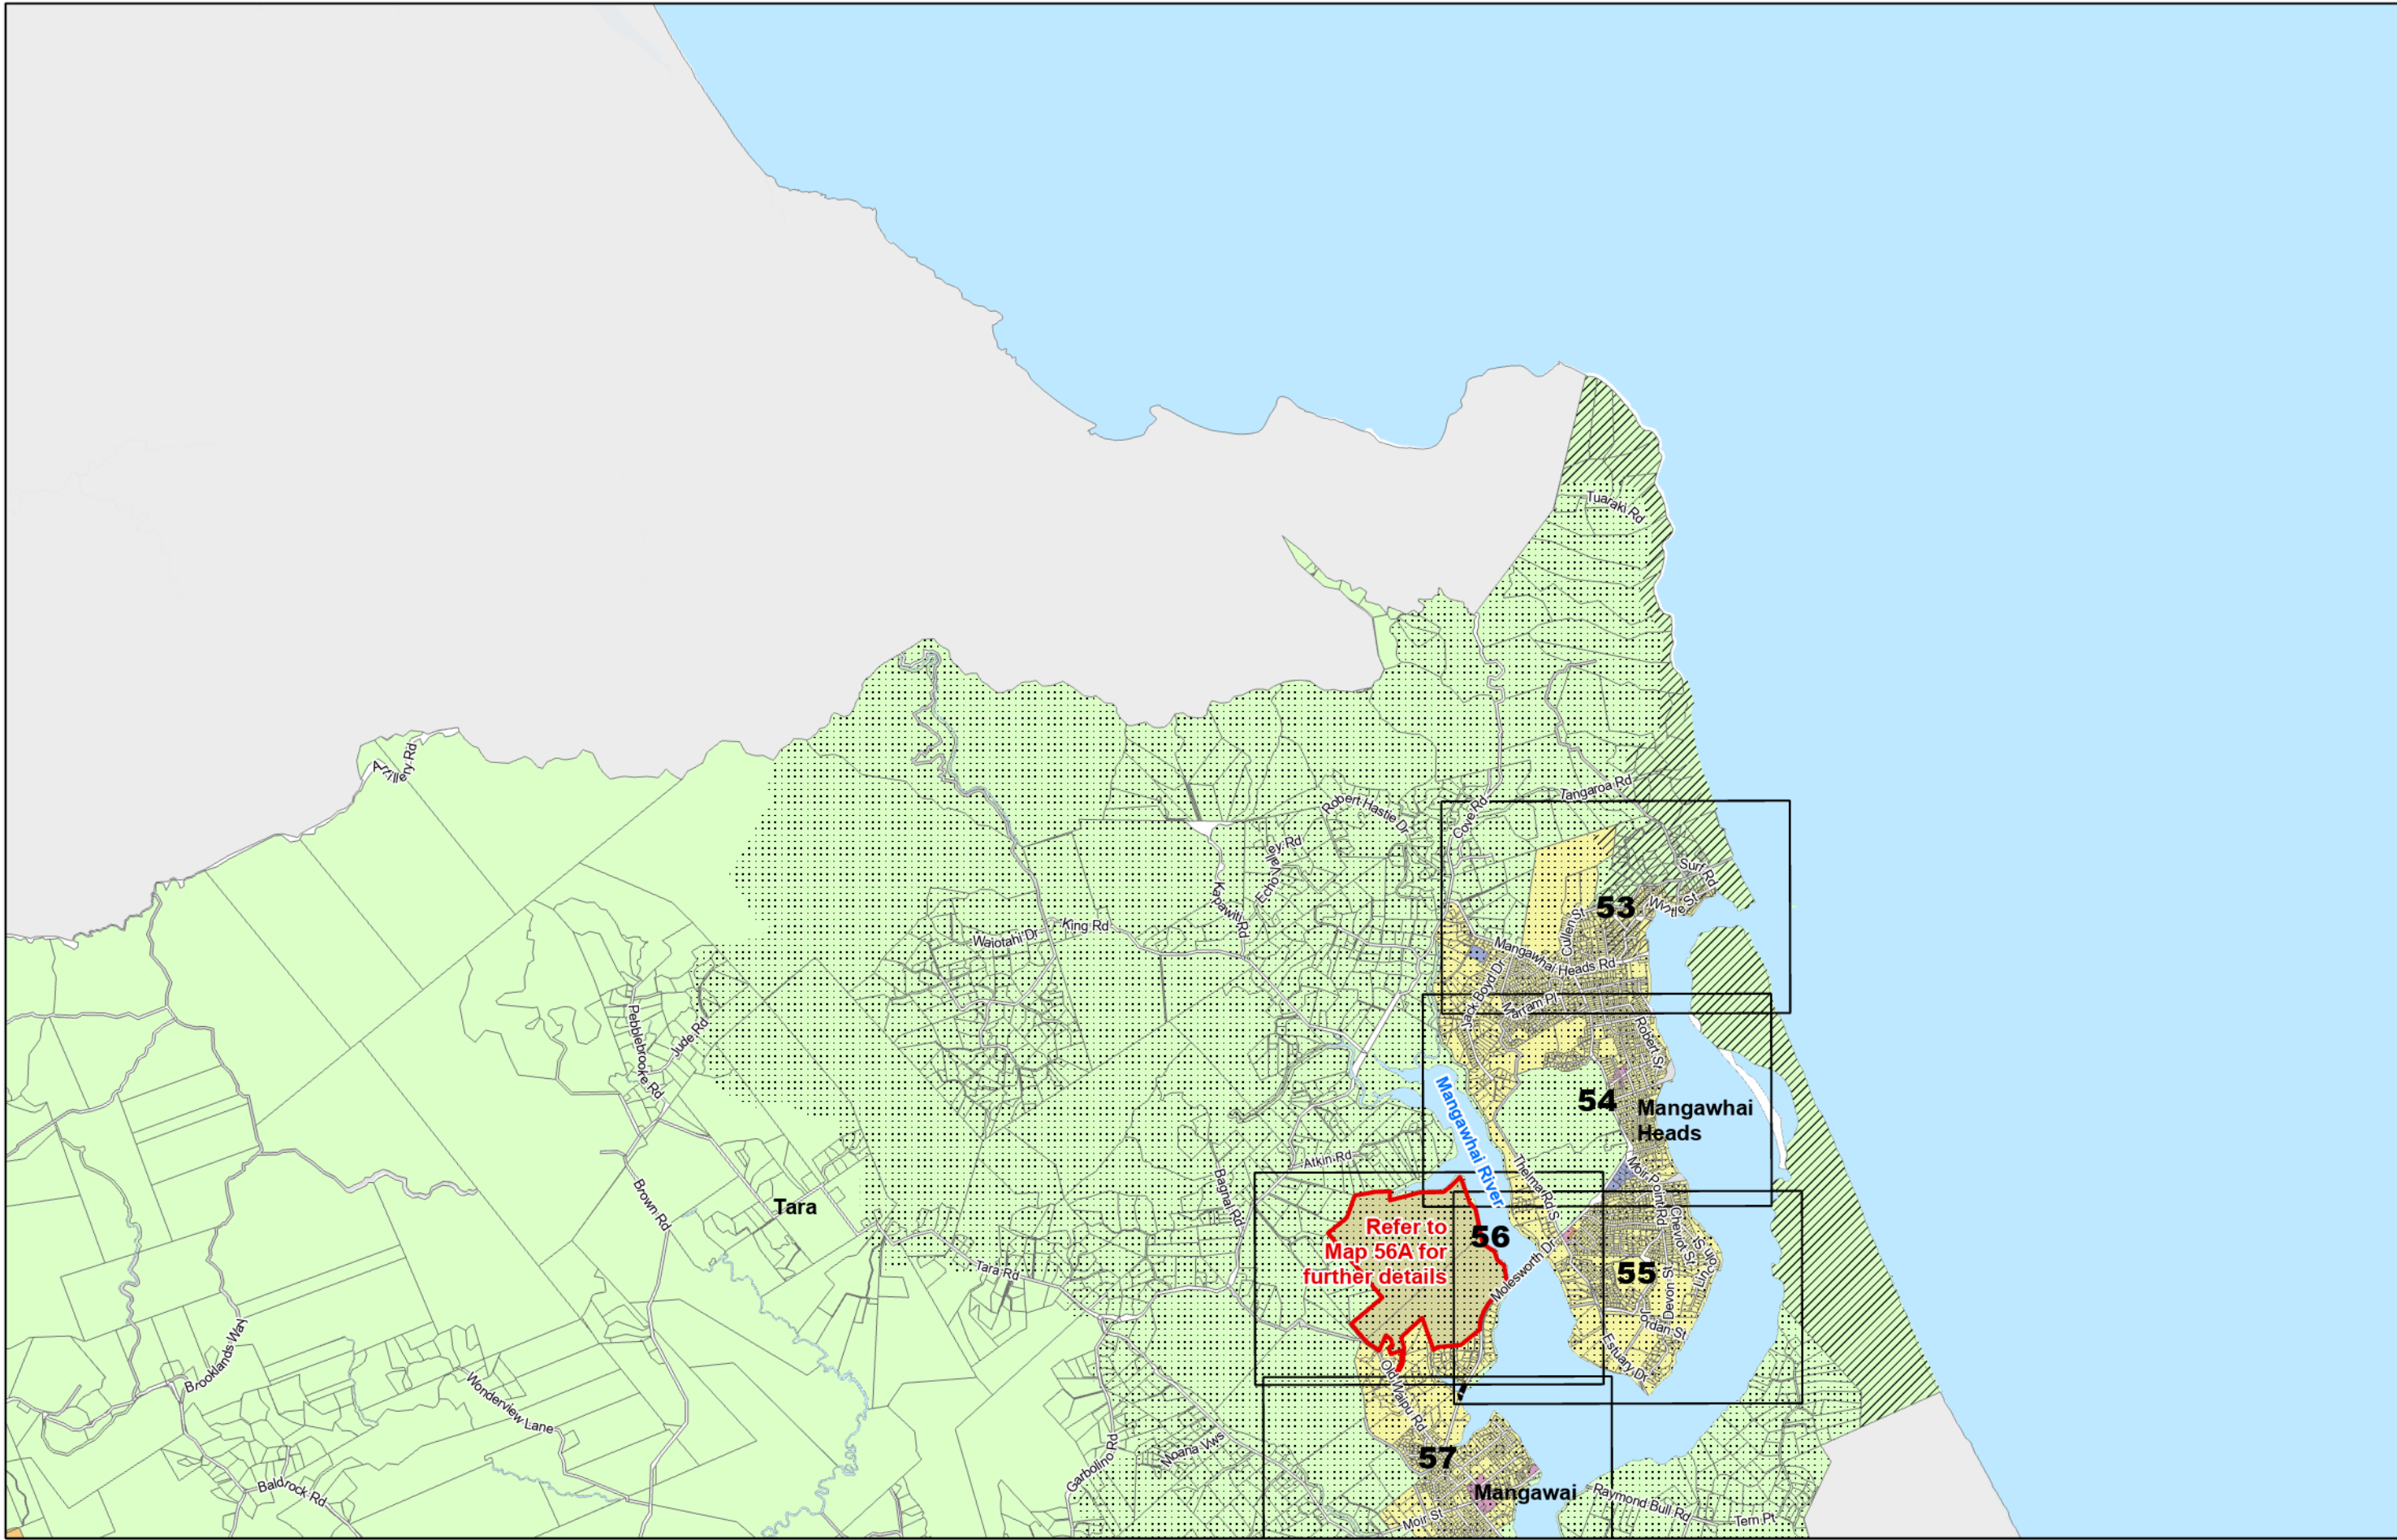 Tuaraki Rd
Artillery Rd
Tangaroa Rd
Robert Hastie Dr
Cove Rd
Echo Valley Rd
Surf Rd
Kapawiti Rd
Wintle St
53
Cullen St
King Rd
Waiotahi Dr
Mangawhai Heads Rd
Jack Boyd Dr
Marram Pl
Pebblebrooke Rd
Jude Rd
Robert St
Mangawhai River
54
Mangawhai
Heads
Atkin Rd
Thelma Rd S
Moir Point Rd
Bagnal Rd
Brown Rd
Tara
Refer to
Map 56A for
further details
56
Cheviot St
Lincoln St
Molesworth Dr
Tara Rd
55
Devon St
Jordan St
Brooklands Way
Estuary Dr
Wonderview Lane
Old Waipu Rd
Garbolino Rd
Moana Vws
57
Baldrock Rd
Mangawai
Raymond Bull Rd
Moir St
Tern Pt